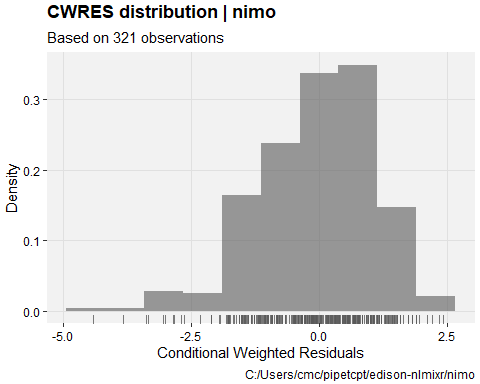 CWRES distribution | nimo
Based on 321 observations
0.3
0.2
0.1
0.0
Density
-5.0 -2.5 0.0 2.5
Conditional Weighted Residuals
C:/Users/cmc/pipetcpt/edison-nlmixr/nimo